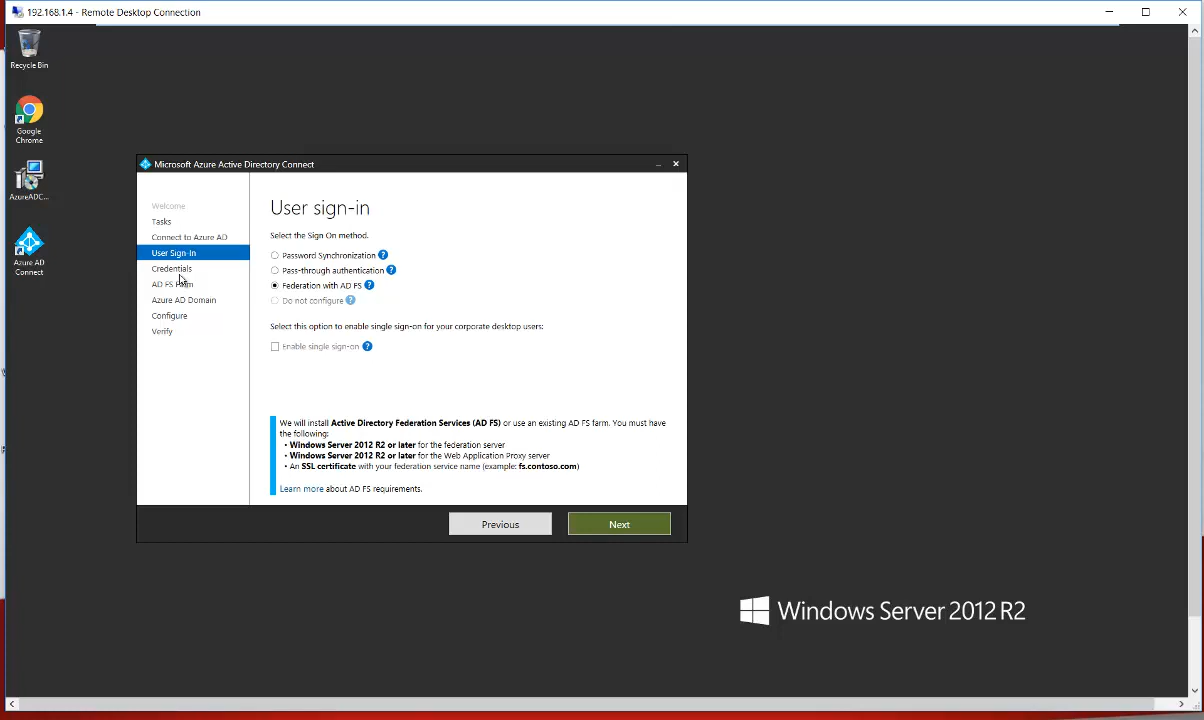 192.168.1.4 - Remote Desktop Connection
Recycle Bin
Google
Chrome
AzureADC...
Azure AD
Connect
Microsoft Azure Active Directory Connect
Welcome
Tasks
Connect to Azure AD
User Sign-In
Credentials
AD FS Farm
Azure AD Domain
Configure
Verify
User sign-in
Select the Sign On method.
Password Synchronization ?
Pass-through authentication ?
Federation with AD FS ?
Do not configure ?
Select this option to enable single sign-on for your corporate desktop users:
Enable single sign-on ?
We will install Active Directory Federation Services (AD FS) or use an existing AD FS farm. You must have
the following:
• Windows Server 2012 R2 or later for the federation server
• Windows Server 2012 R2 or later for the Web Application Proxy server
• An SSL certificate with your federation service name (example: fs.contoso.com)
Learn more about AD FS requirements.
Previous
Next
Windows Server 2012 R2